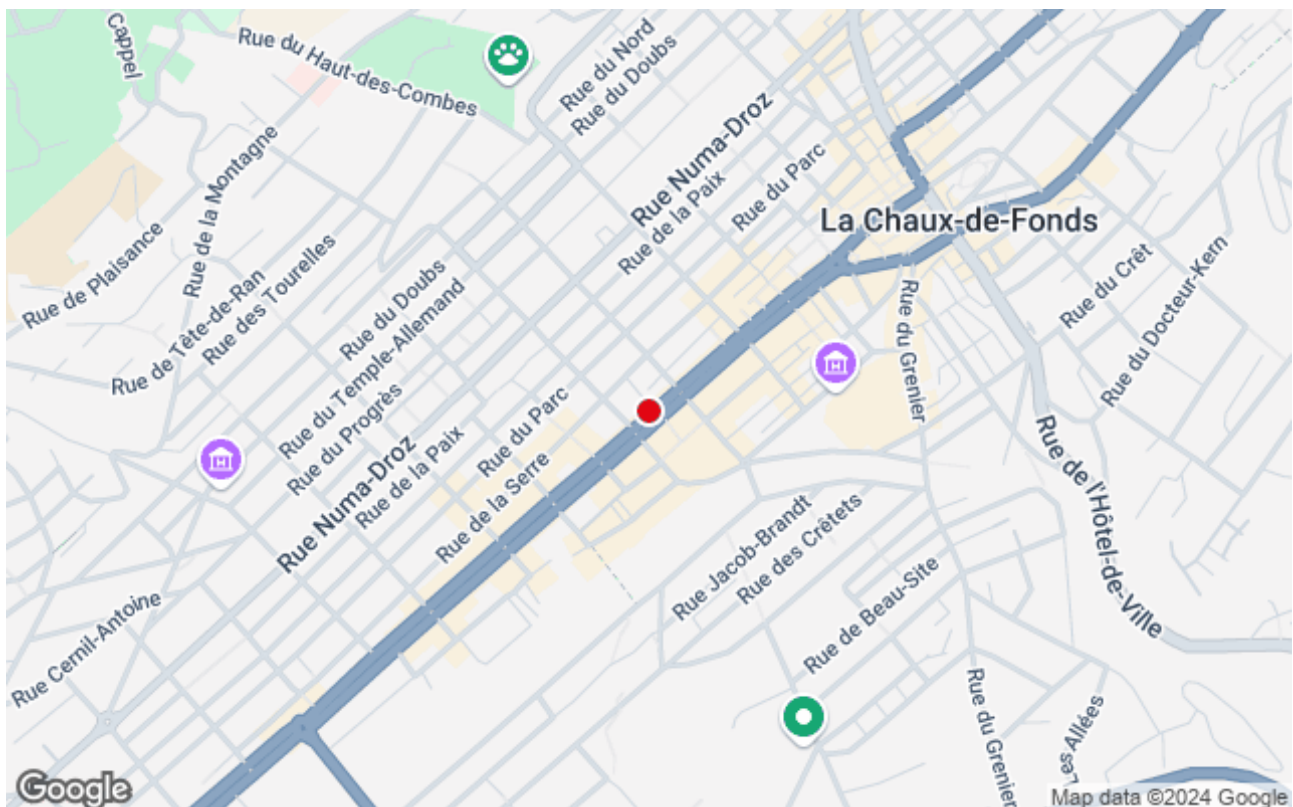 Cappel
Rue du Haut-des-Combes
Rue du Nord
Rue du Doubs
Rue Numa-Droz
Rue de la Paix
Rue du Parc
La Chaux-de-Fonds
Rue de la Montagne
Rue de Plaisance
Rue de Tête-de-Ran
Rue des Tourelles
Rue du Doubs
Rue du Temple-Allemand
Rue du Progrès
Rue Numa-Droz
Rue de la Paix
Rue du Parc
Rue de la Serre
Rue du Grenier
Rue du Crêt
Rue du Docteur-Kern
Rue de l'Hôtel-de-Ville
Rue Jacob-Brandt
Rue des Crêtets
Rue de Beau-Site
Rue Cernil-Antoine
Rue du Grenier
Les Allées
Google
Map data ©2024 Google